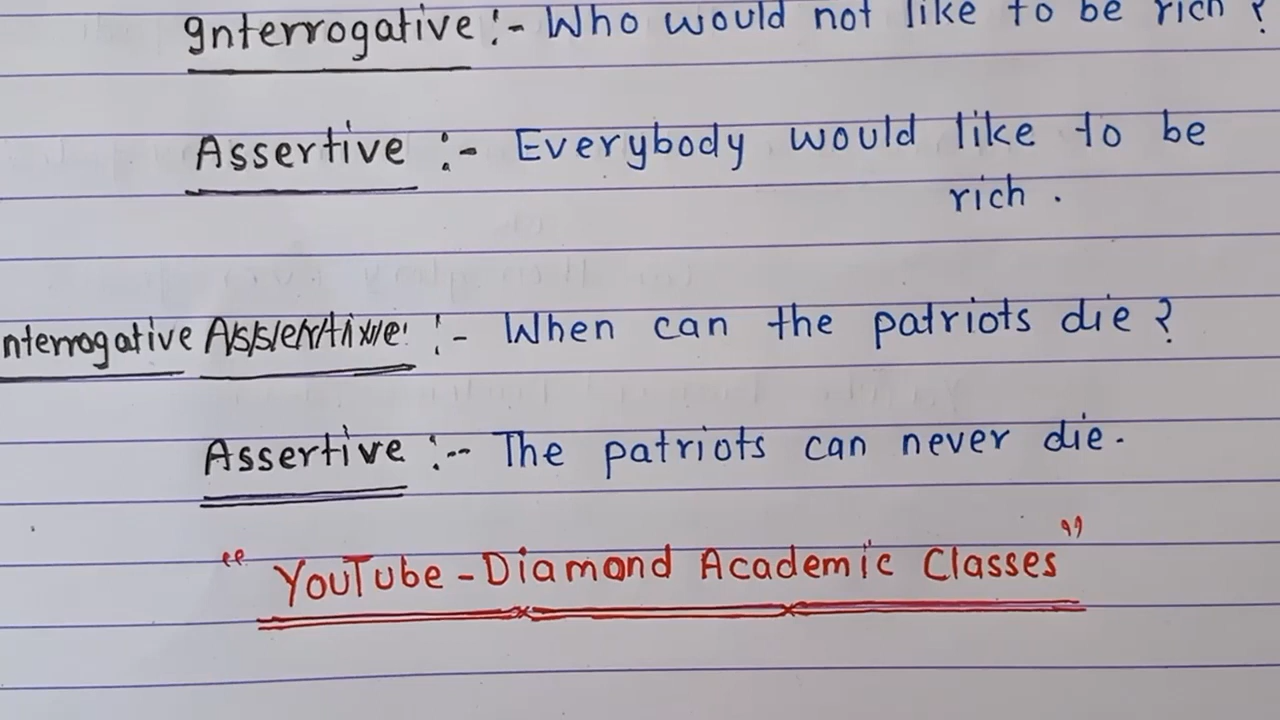 Interrogative :- Who would not like to be rich ?
Assertive :- Everybody would like to be
rich .
nterrogative Assertive :- When can the patriots die ?
Assertive :-- The patriots can never die.
"YouTube - Diamond Academic Classes"